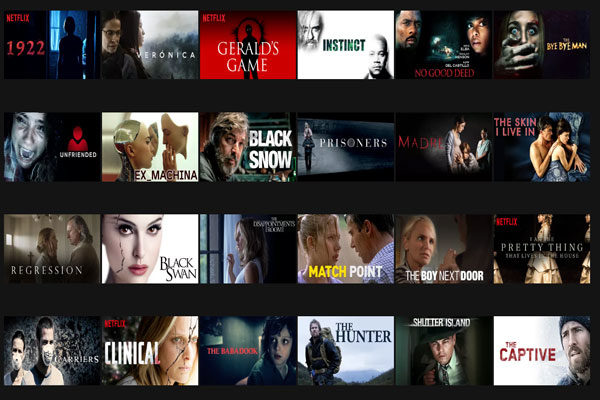 NETFLIX
1922
VERÓNICA
NETFLIX
GERALD'S
GAME
INSTINCT
NO GOOD DEED
THE
BYE BYE MAN
UNFRIENDED
EX_MACHINA
BLACK
SNOW
PRISONERS
THE SKIN
I LIVE IN
REGRESSION
BLACK
SWAN
THE
DISAPPOINTMENTS
ROOM
MATCH POINT
THE BOY NEXT DOOR
NETFLIX
I AM THE
PRETTY THING
THAT LIVES IN THE HOUSE
CARRIERS
NETFLIX
CLINICAL
THE BABADOOK
THE
HUNTER
SHUTTER ISLAND
THE
CAPTIVE